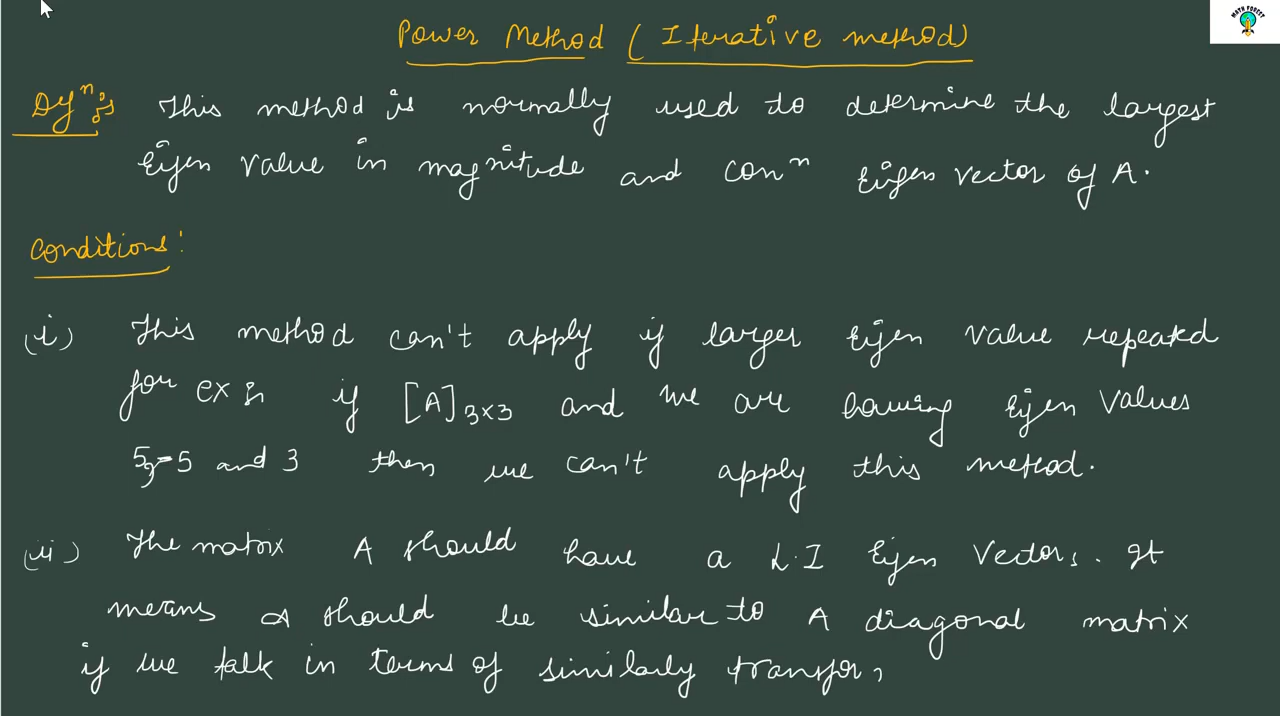 MATH FOREST
Power Method (Iterative method)
Defn: This method is normally used to determine the largest
Eigen value in magnitude and corrn Eigen vector of A.
Conditions:
(i) This method can't apply if larger Eigen value repeated
for ex: if [A]3×3 and we are having Eigen values
5,-5 and 3 then we can't apply this method.
(ii) The matrix A should have a L.I Eigen Vectors. It
means A should be similar to A diagonal matrix
if we talk in terms of similarly transfor,